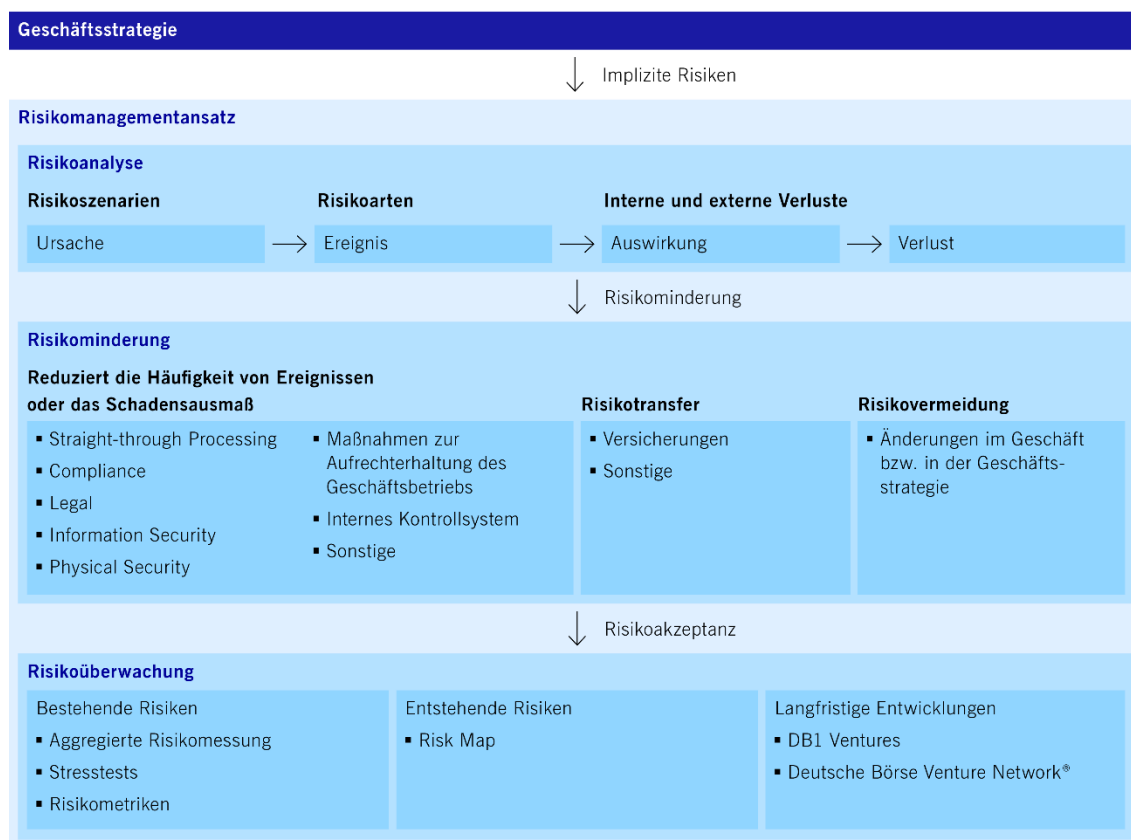 Geschäftsstrategie
Implizite Risiken
Risikomanagementansatz
Risikoanalyse
Risikoszenarien
Risikoarten
Interne und externe Verluste
Ursache
Ereignis
Auswirkung
Verlust
Risikominderung
Risikominderung
Reduziert die Häufigkeit von Ereignissen
oder das Schadensausmaß
▪ Straight-through Processing
▪ Compliance
▪ Legal
▪ Information Security
▪ Physical Security
▪ Maßnahmen zur
Aufrechterhaltung des
Geschäftsbetriebs
▪ Internes Kontrollsystem
▪ Sonstige
Risikotransfer
▪ Versicherungen
▪ Sonstige
Risikovermeidung
▪ Änderungen im Geschäft
bzw. in der Geschäfts-
strategie
Risikoakzeptanz
Risikoüberwachung
Bestehende Risiken
▪ Aggregierte Risikomessung
▪ Stresstests
▪ Risikometriken
Entstehende Risiken
▪ Risk Map
Langfristige Entwicklungen
▪ DB1 Ventures
▪ Deutsche Börse Venture Network®